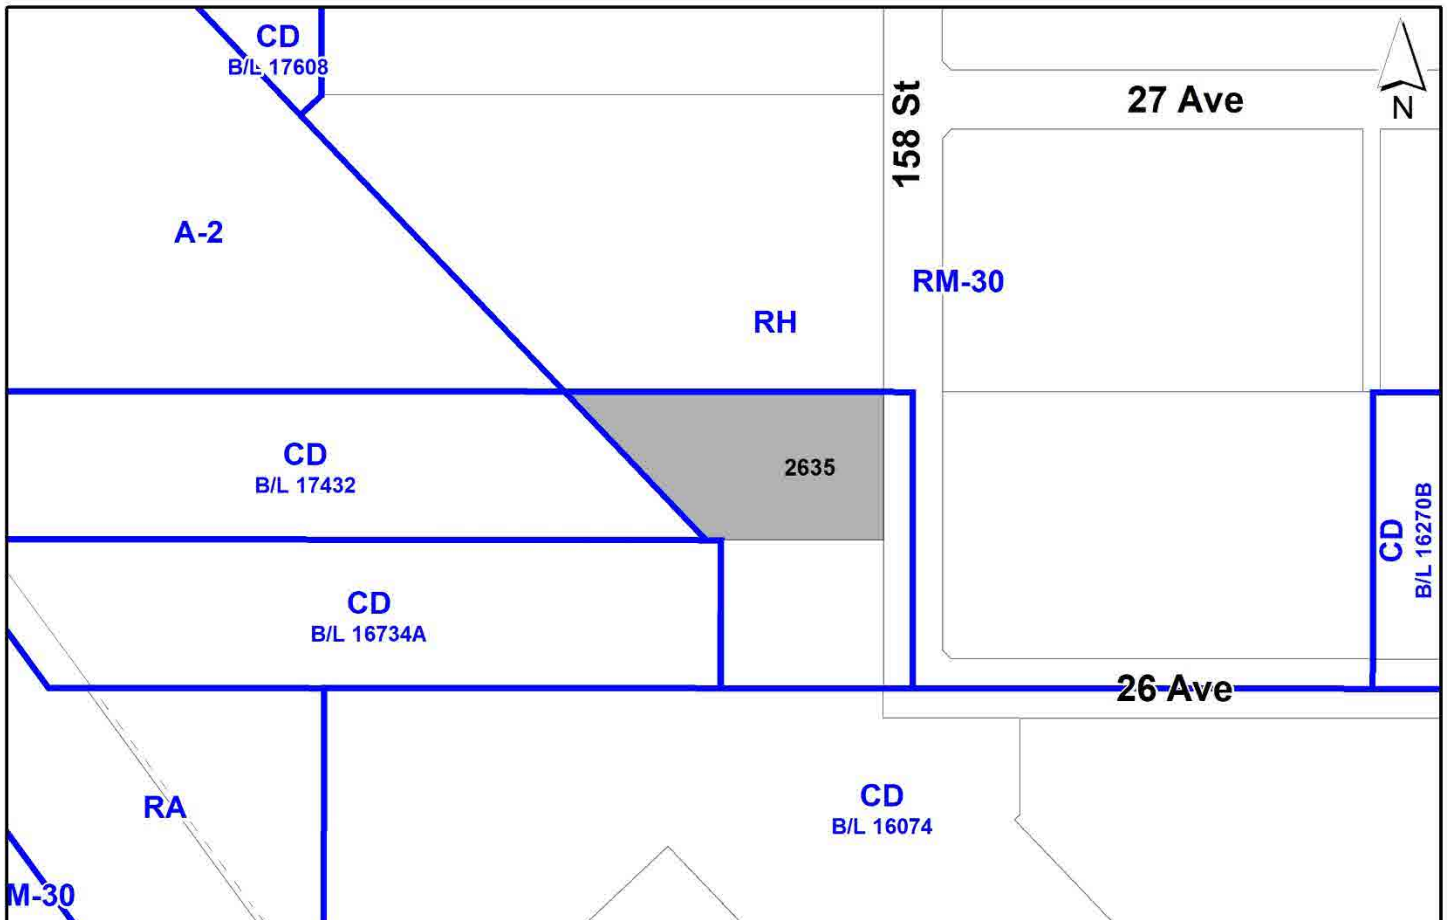 CD
B/L 17608
158 St
27 Ave
N
A-2
RM-30
RH
CD
B/L 17432
2635
CD
B/L 16270B
CD
B/L 16734A
26 Ave
RA
CD
B/L 16074
M-30